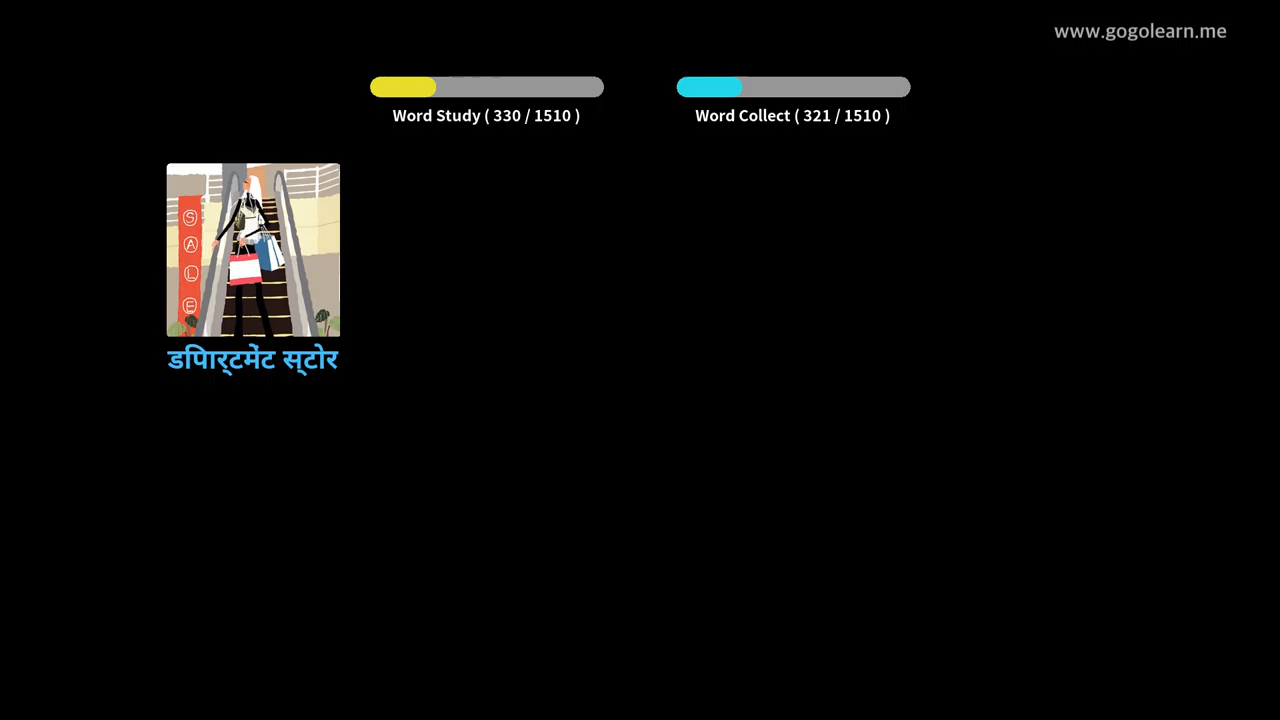 www.gogolearn.me
Word Study ( 330 / 1510 )
Word Collect ( 321 / 1510 )
S
A
L
E
डिपार्टमेंट स्टोर